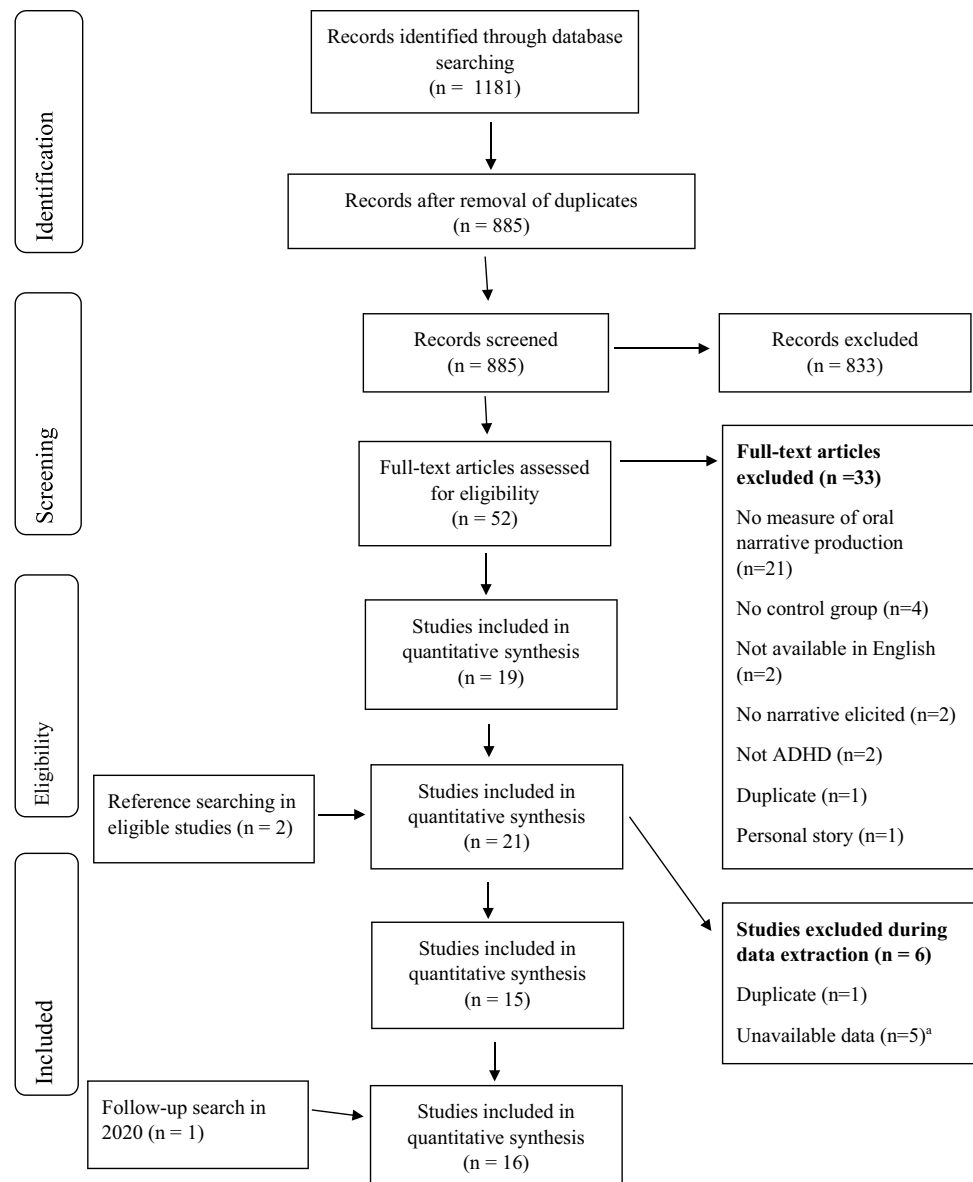 Identification
Records identified through database
searching
(n =  1181)
Records after removal of duplicates
(n = 885)
Screening
Records screened
(n = 885)
Records excluded
(n = 833)
Full-text articles assessed
for eligibility
(n = 52)
Full-text articles
excluded (n =33)
No measure of oral
narrative production
(n=21)
No control group (n=4)
Not available in English
(n=2)
No narrative elicited (n=2)
Not ADHD (n=2)
Duplicate (n=1)
Personal story (n=1)
Eligibility
Studies included in
quantitative synthesis
(n = 19)
Reference searching in
eligible studies (n = 2)
Studies included in
quantitative synthesis
(n = 21)
Studies excluded during
data extraction (n = 6)
Duplicate (n=1)
Unavailable data (n=5)ᵃ
Included
Studies included in
quantitative synthesis
(n = 15)
Follow-up search in
2020 (n = 1)
Studies included in
quantitative synthesis
(n = 16)